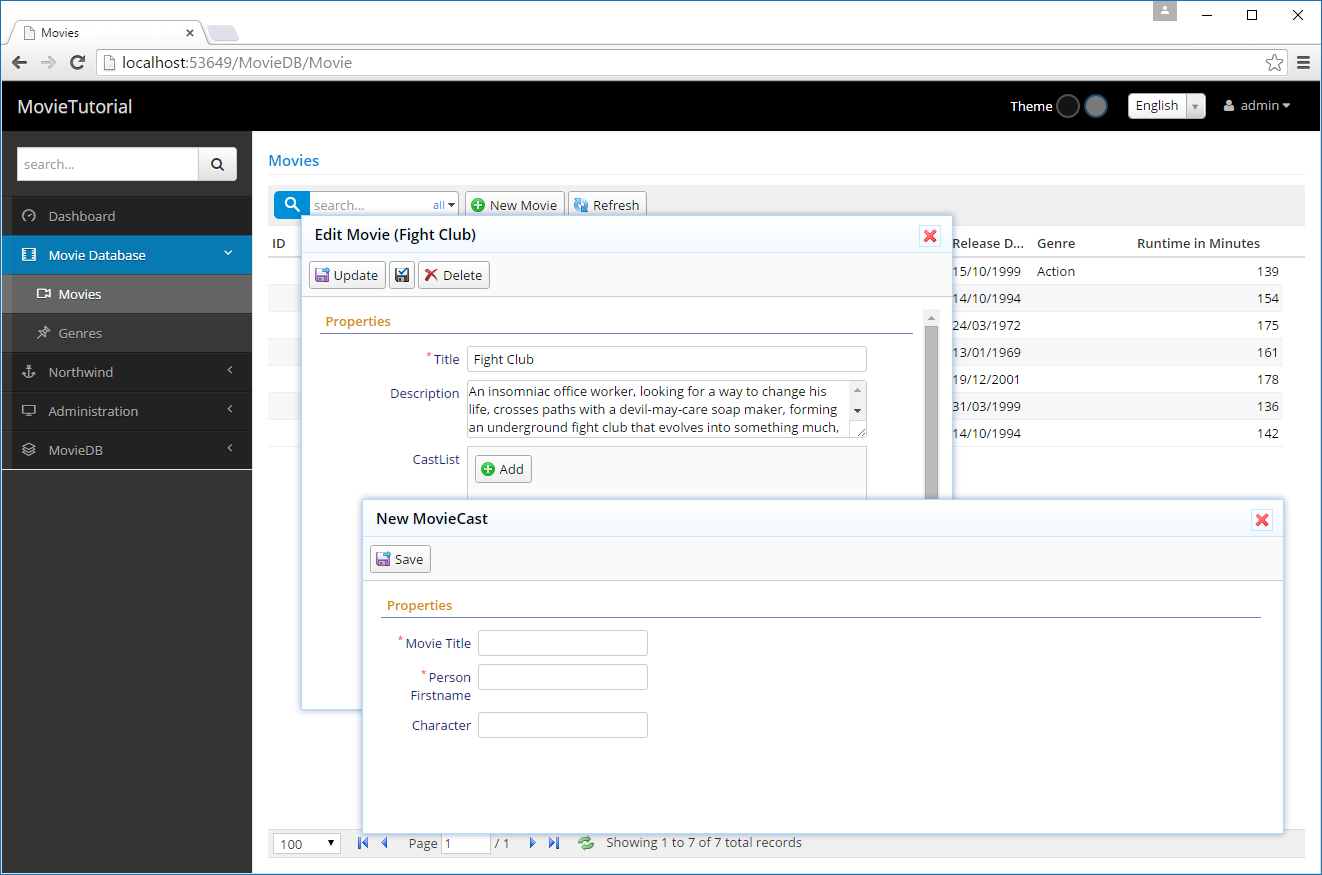 Movies
localhost:53649/MovieDB/Movie
MovieTutorial
Theme
English
admin
search...
Dashboard
Movie Database
Movies
Genres
Northwind
Administration
MovieDB
Movies
search...
all
New Movie
Refresh
ID
Release D...
Genre
Runtime in Minutes
15/10/1999 Action 139
14/10/1994 154
24/03/1972 175
13/01/1969 161
19/12/2001 178
31/03/1999 136
14/10/1994 142
Edit Movie (Fight Club)
Update
Delete
Properties
*Title Fight Club
Description An insomniac office worker, looking for a way to change his
life, crosses paths with a devil-may-care soap maker, forming
an underground fight club that evolves into something much,
CastList
Add
New MovieCast
Save
Properties
*Movie Title
*Person
Firstname
Character
100 Page 1 / 1 Showing 1 to 7 of 7 total records